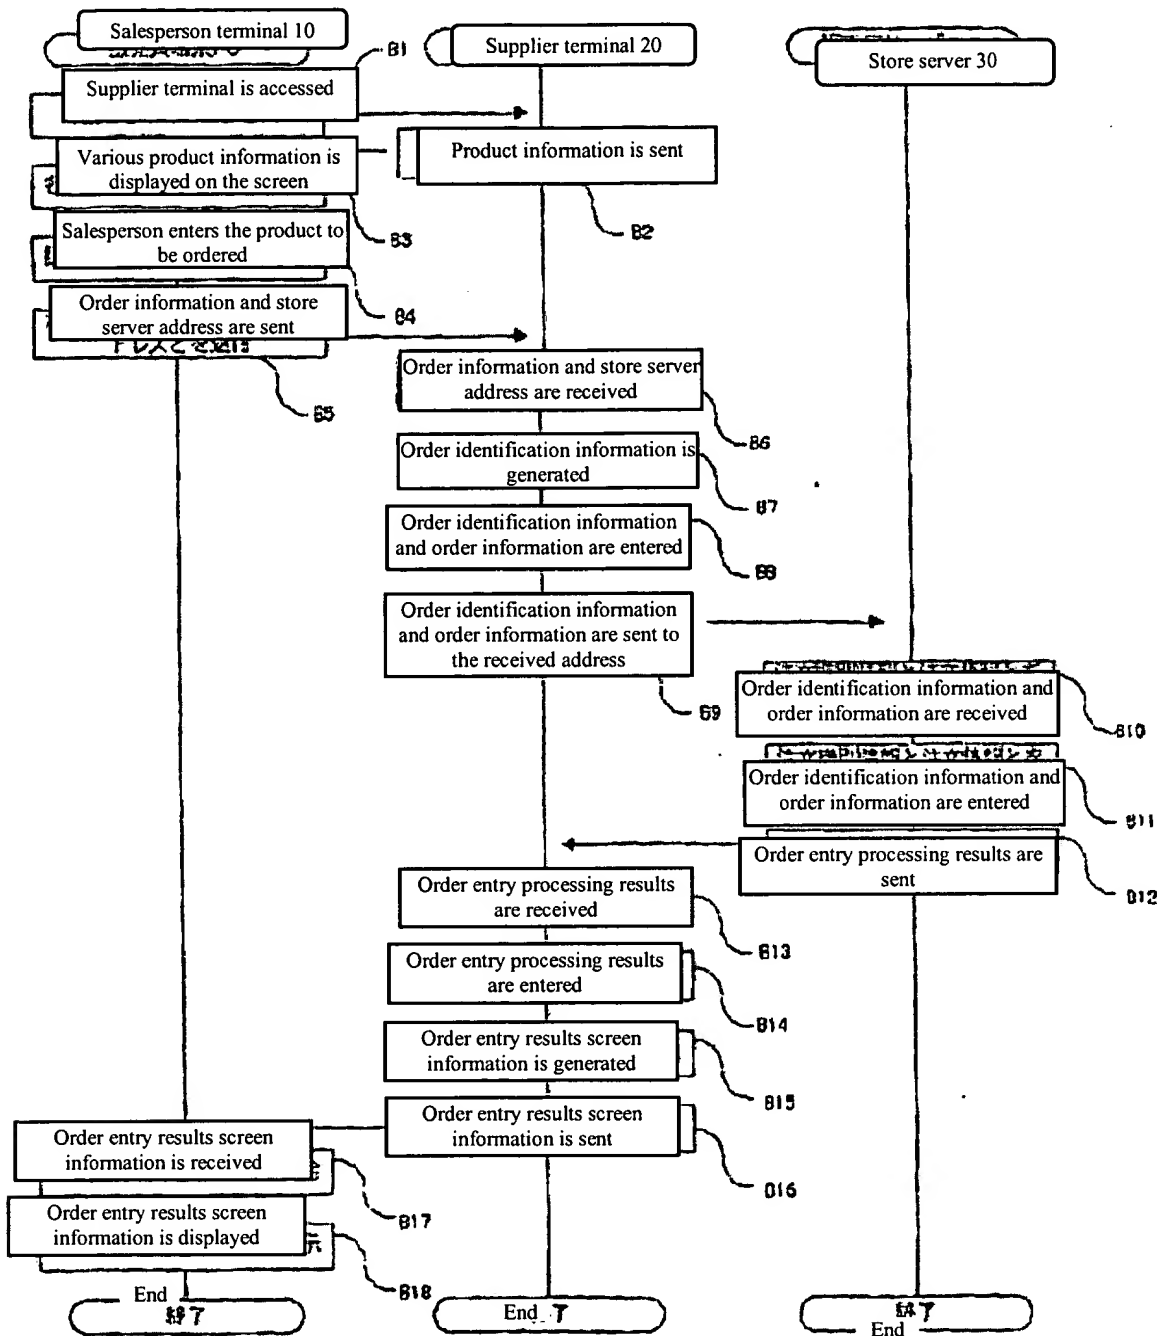 Salesperson terminal 10
Supplier terminal 20
Store server 30
B1
Supplier terminal is accessed
Product information is sent
B2
Various product information is
displayed on the screen
B3
Salesperson enters the product to
be ordered
B4
Order information and store
server address are sent
B5
Order information and store server
address are received
B6
Order identification information is
generated
B7
Order identification information
and order information are entered
B8
Order identification information
and order information are sent to
the received address
B9
Order identification information and
order information are received
B10
Order identification information and
order information are entered
B11
Order entry processing results are
sent
B12
Order entry processing results
are received
B13
Order entry processing results
are entered
B14
Order entry results screen
information is generated
B15
Order entry results screen
information is sent
B16
Order entry results screen
information is received
B17
Order entry results screen
information is displayed
B18
End
終了
End 了
終了
End